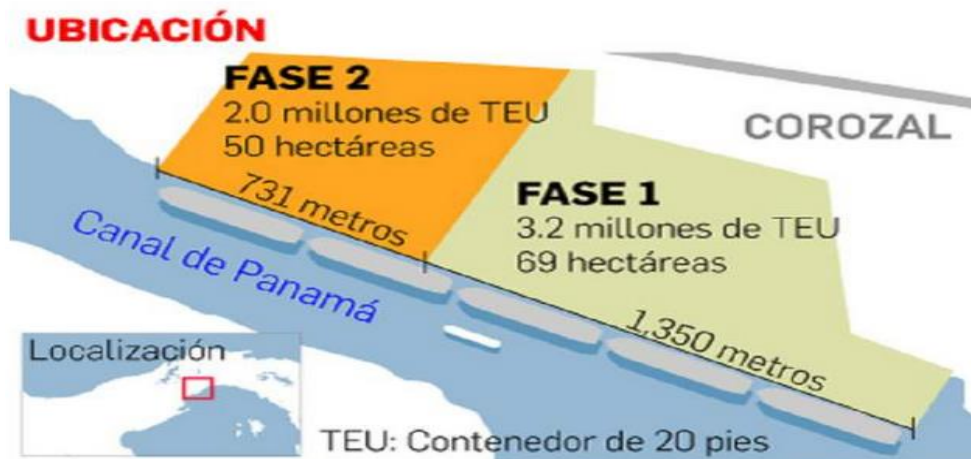 UBICACIÓN
FASE 2
2.0 millones de TEU
50 hectáreas
COROZAL
731 metros
FASE 1
3.2 millones de TEU
69 hectáreas
Canal de Panamá
1,350 metros
Localización
TEU: Contenedor de 20 pies